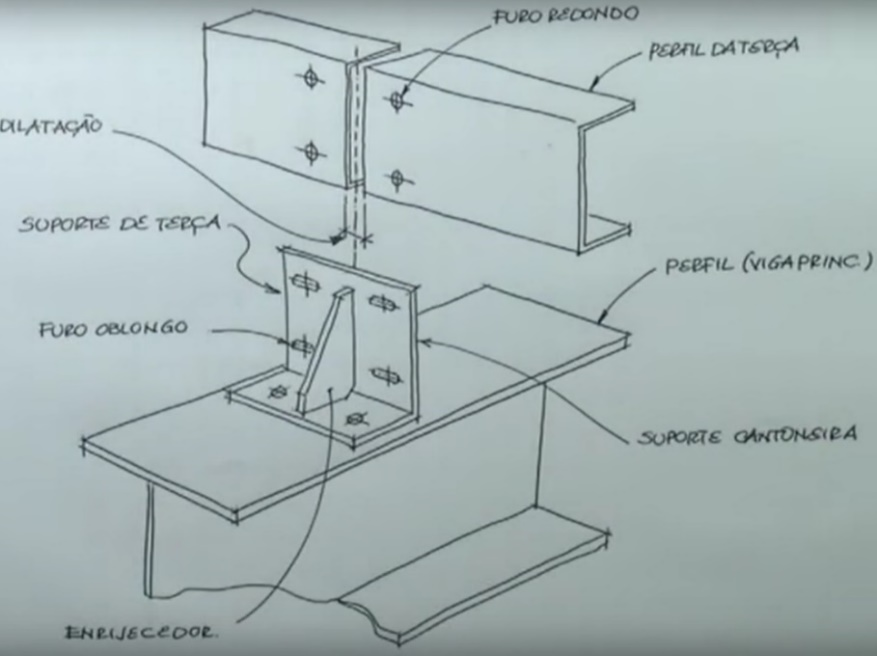 FURO REDONDO
PERFIL DA TERÇA
DILATAÇÃO
SUPORTE DE TERÇA
PERFIL (VIGA PRINC.)
FURO OBLONGO
SUPORTE CANTONEIRA
ENRIJECEDOR.